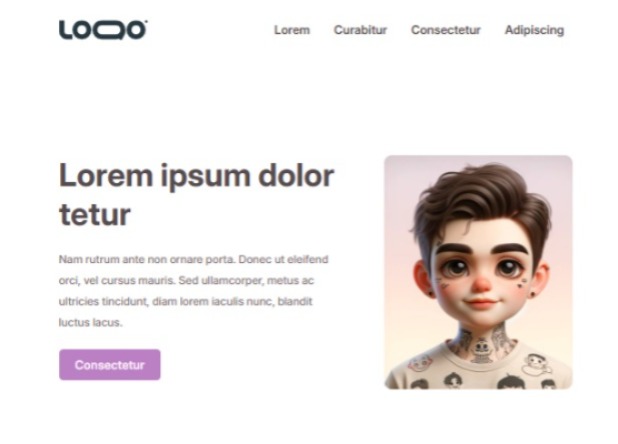 LOQO
Lorem Curabitur Consectetur Adipiscing
Lorem ipsum dolor
tetur
Nam rutrum ante non ornare porta. Donec ut eleifend
orci, vel cursus mauris. Sed ullamcorper, metus ac
ultricies tincidunt, diam lorem iaculis nunc, blandit
luctus lacus.
Consectetur